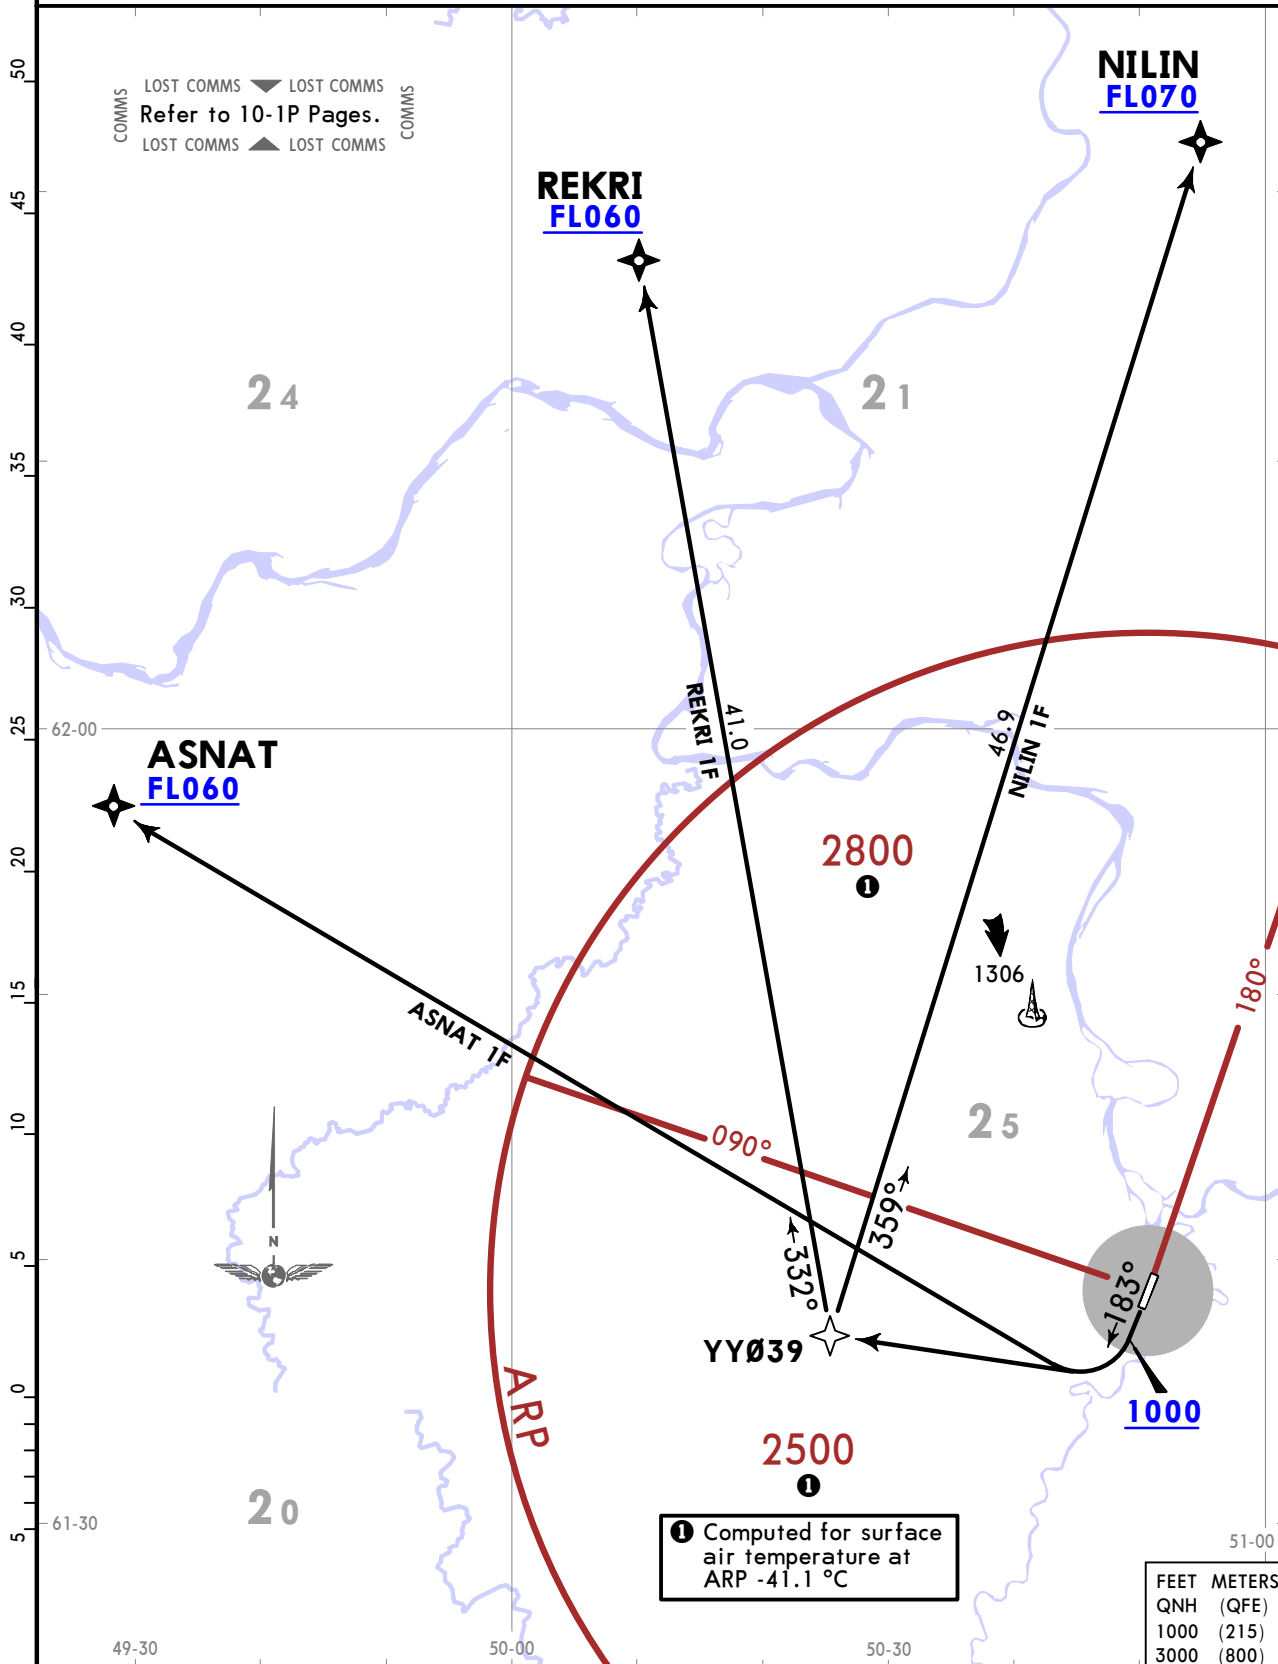 LOST COMMS LOST COMMS
COMMS
Refer to 10-1P Pages.
COMMS
LOST COMMS LOST COMMS
NILIN
FL070
REKRI
FL060
24
21
50
45
40
35
30
25
20
15
10
5
0
5
62-00
ASNAT
FL060
REKRI 1F
41.0
46.9
NILIN 1F
2800
1
1306
180°
ASNAT 1F
25
090°
359°
332°
183°
N
YYØ39
1000
ARP
2500
1
20
61-30
1 Computed for surface
air temperature at
ARP -41.1 °C
51-00
FEET METERS
QNH (QFE)
1000 (215)
3000 (800)
49-30
50-00
50-30